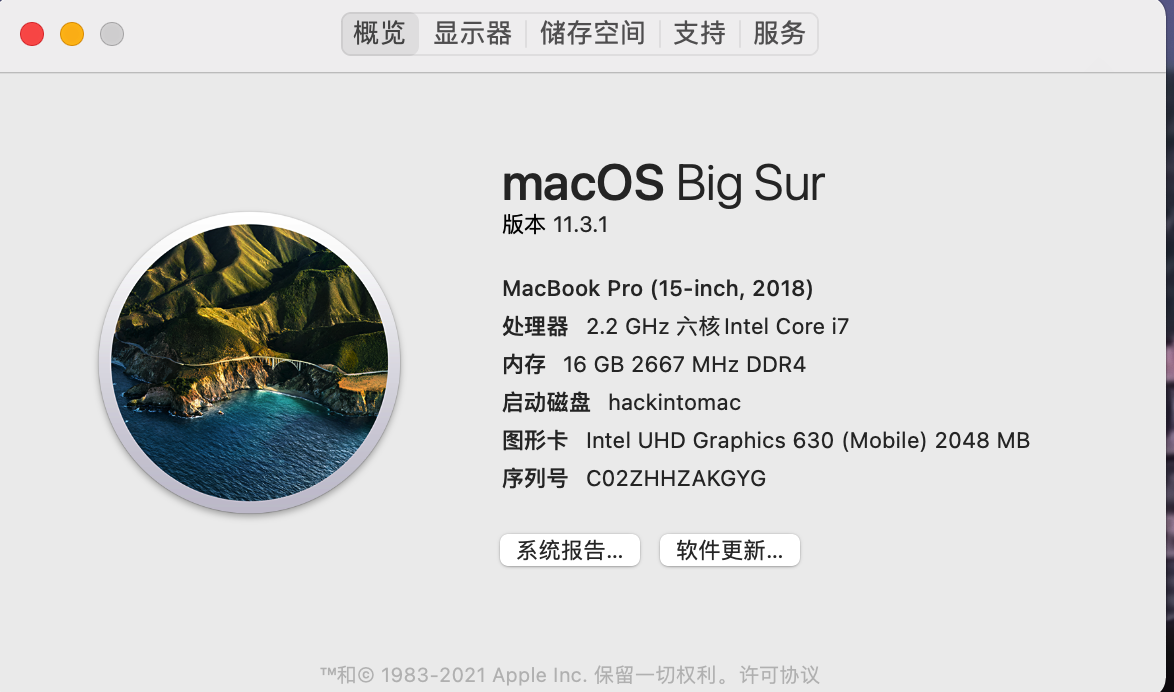 概览 显示器 储存空间 支持 服务
macOS Big Sur
版本 11.3.1
MacBook Pro (15-inch, 2018)
处理器 2.2 GHz 六核Intel Core i7
内存 16 GB 2667 MHz DDR4
启动磁盘 hackintomac
图形卡 Intel UHD Graphics 630 (Mobile) 2048 MB
序列号 C02ZHHZAKGYG
系统报告... 软件更新...
™和© 1983-2021 Apple Inc. 保留一切权利。许可协议